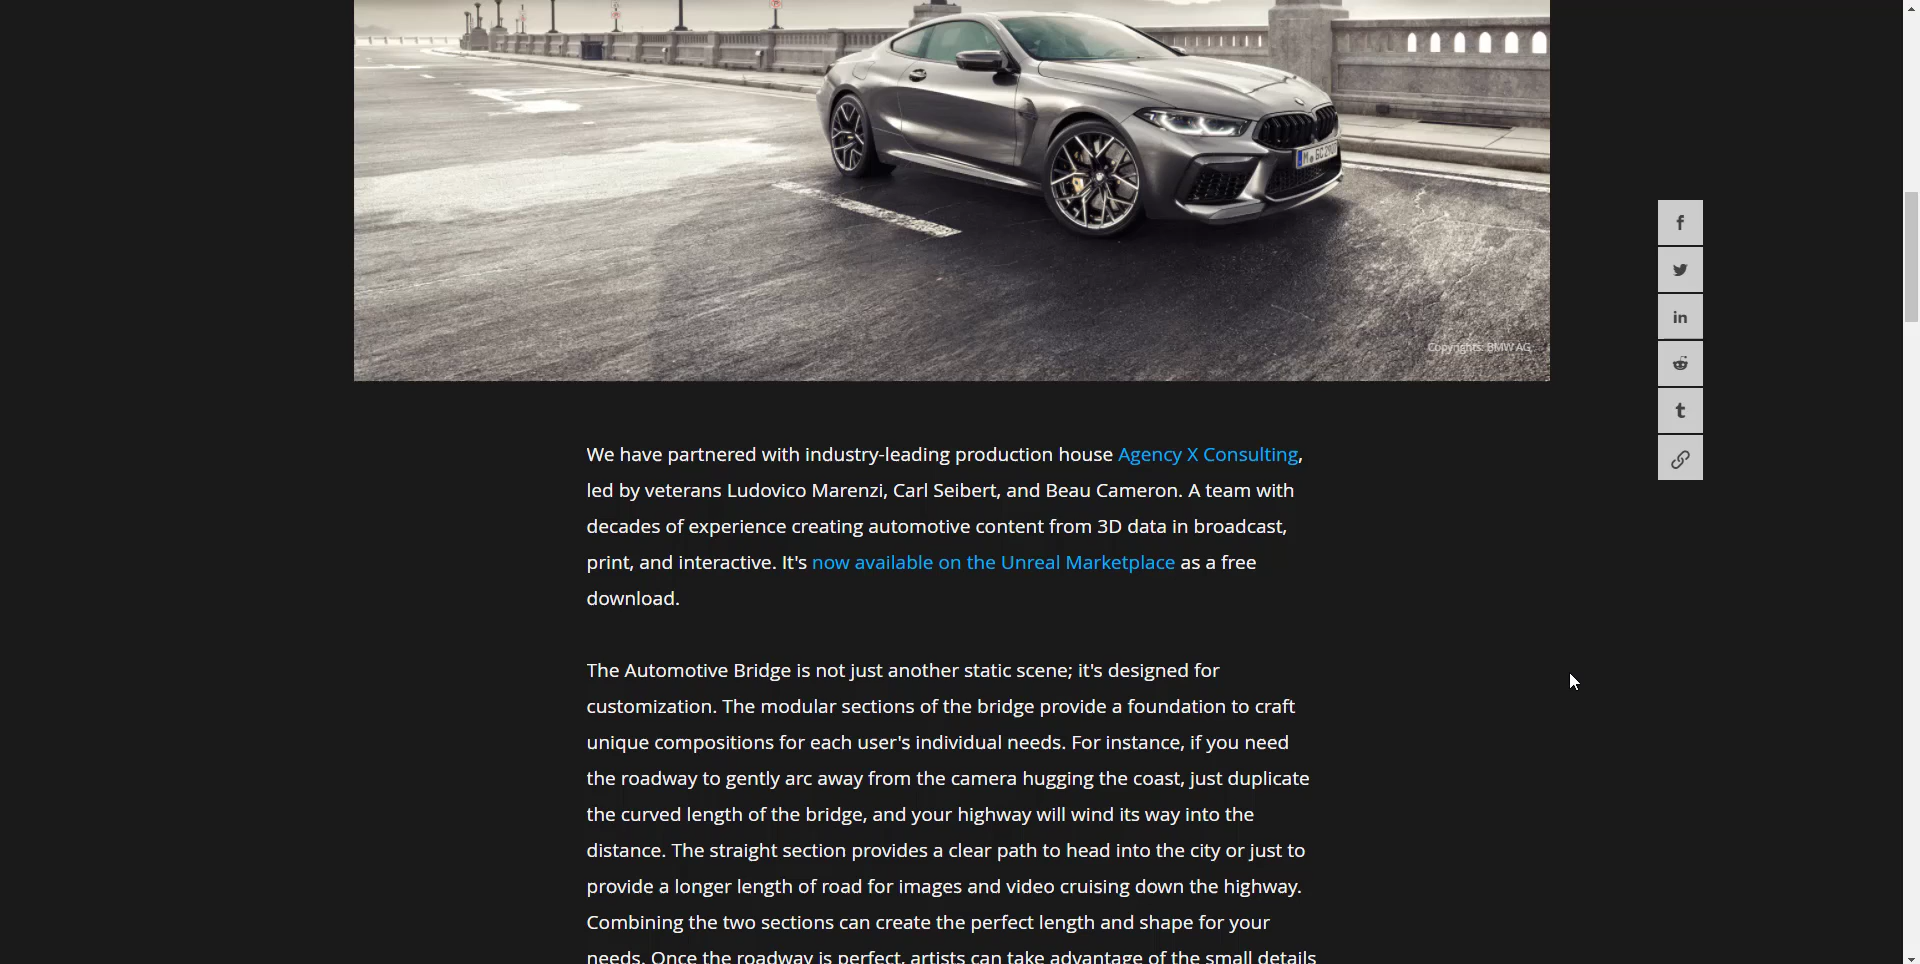 Copyrights: BMW AG
We have partnered with industry-leading production house Agency X Consulting,
led by veterans Ludovico Marenzi, Carl Seibert, and Beau Cameron. A team with
decades of experience creating automotive content from 3D data in broadcast,
print, and interactive. It's now available on the Unreal Marketplace as a free
download.
The Automotive Bridge is not just another static scene; it's designed for
customization. The modular sections of the bridge provide a foundation to craft
unique compositions for each user's individual needs. For instance, if you need
the roadway to gently arc away from the camera hugging the coast, just duplicate
the curved length of the bridge, and your highway will wind its way into the
distance. The straight section provides a clear path to head into the city or just to
provide a longer length of road for images and video cruising down the highway.
Combining the two sections can create the perfect length and shape for your
needs. Once the roadway is perfect, artists can take advantage of the small details